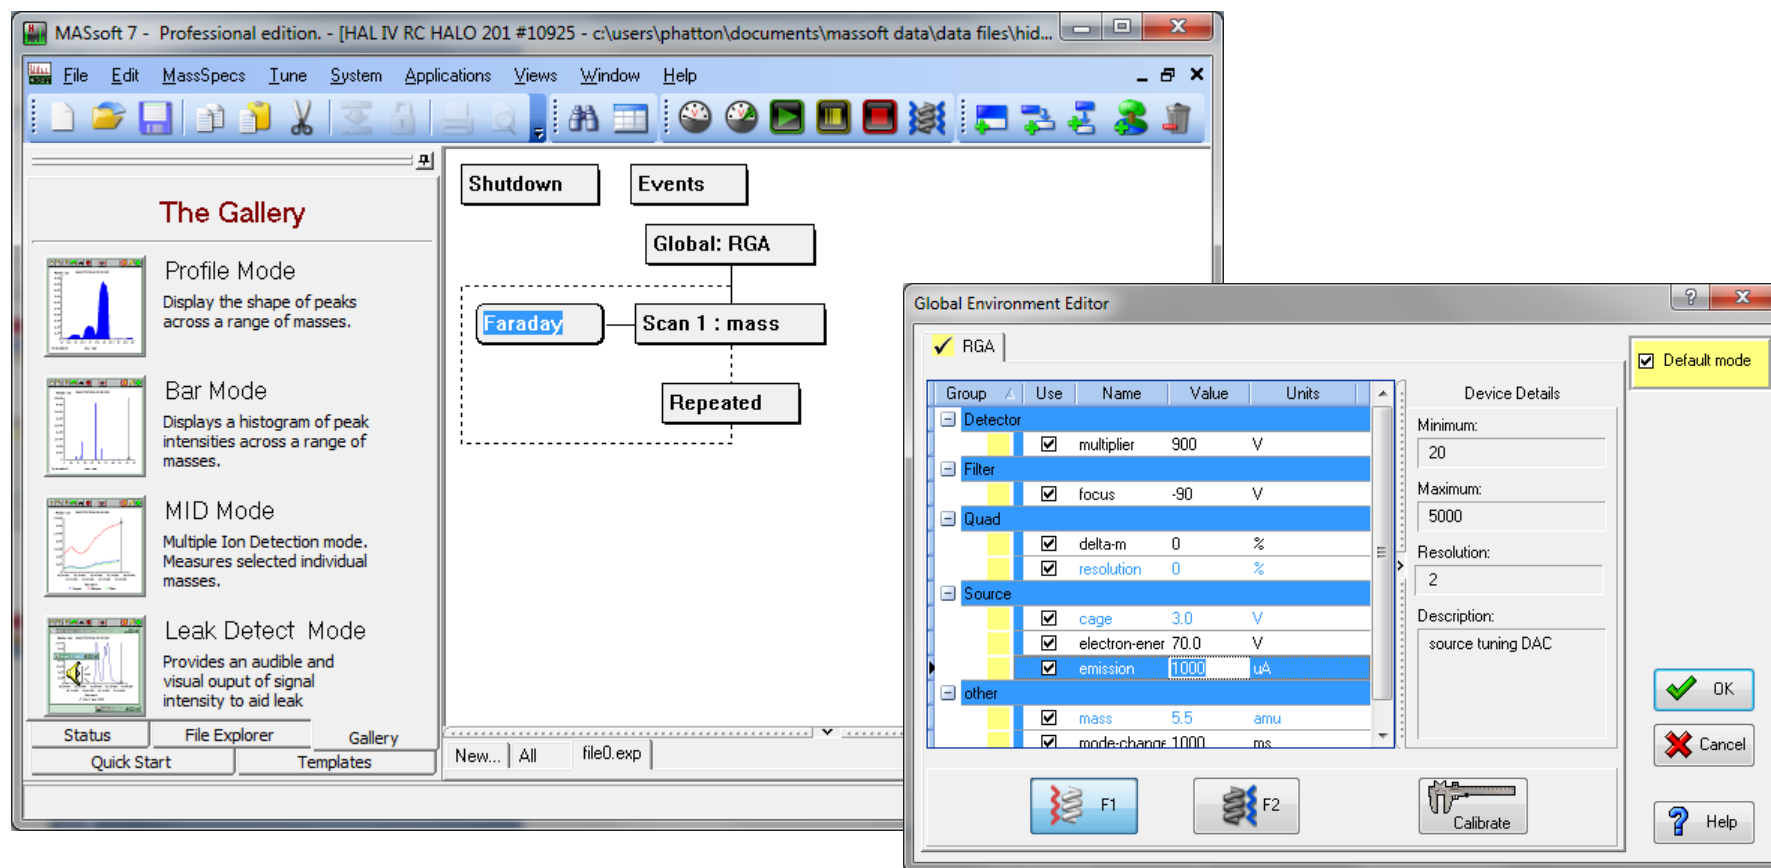 MASsoft 7 - Professional edition. - [HAL IV RC HALO 201 #10925 - c:\users\phatton\documents\massoft data\data files\hid...
File Edit MassSpecs Tune System Applications Views Window Help
The Gallery
Profile Mode
Display the shape of peaks
across a range of masses.
Bar Mode
Displays a histogram of peak
intensities across a range of
masses.
MID Mode
Multiple Ion Detection mode.
Measures selected individual
masses.
Leak Detect Mode
Provides an audible and
visual ouput of signal
intensity to aid leak
Status File Explorer Gallery
Quick Start Templates
Shutdown Events
Global: RGA
Faraday Scan 1 : mass
Repeated
New... All file0.exp
Global Environment Editor
RGA
Default mode
Group Use Name Value Units
Detector
multiplier 900 V
Filter
focus -90 V
Quad
delta-m 0 %
resolution 0 %
Source
cage 3.0 V
electron-ener 70.0 V
emission 1000 uA
other
mass 5.5 amu
mode-change 1000 ms
Device Details
Minimum:
20
Maximum:
5000
Resolution:
2
Description:
source tuning DAC
OK
Cancel
Help
F1 F2 Calibrate